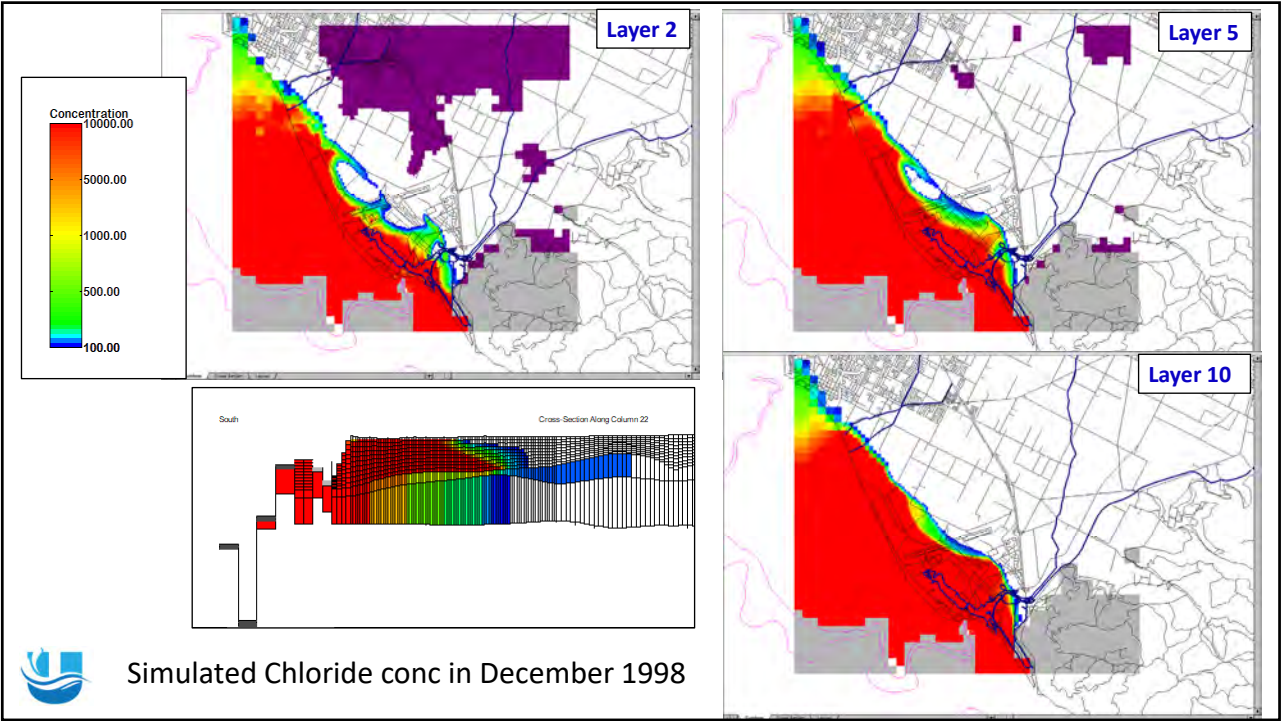 Layer 2
Layer 5
Concentration
10000.00
5000.00
1000.00
500.00
100.00
Layer 10
South
Cross-Section Along Column 22
Simulated Chloride conc in December 1998